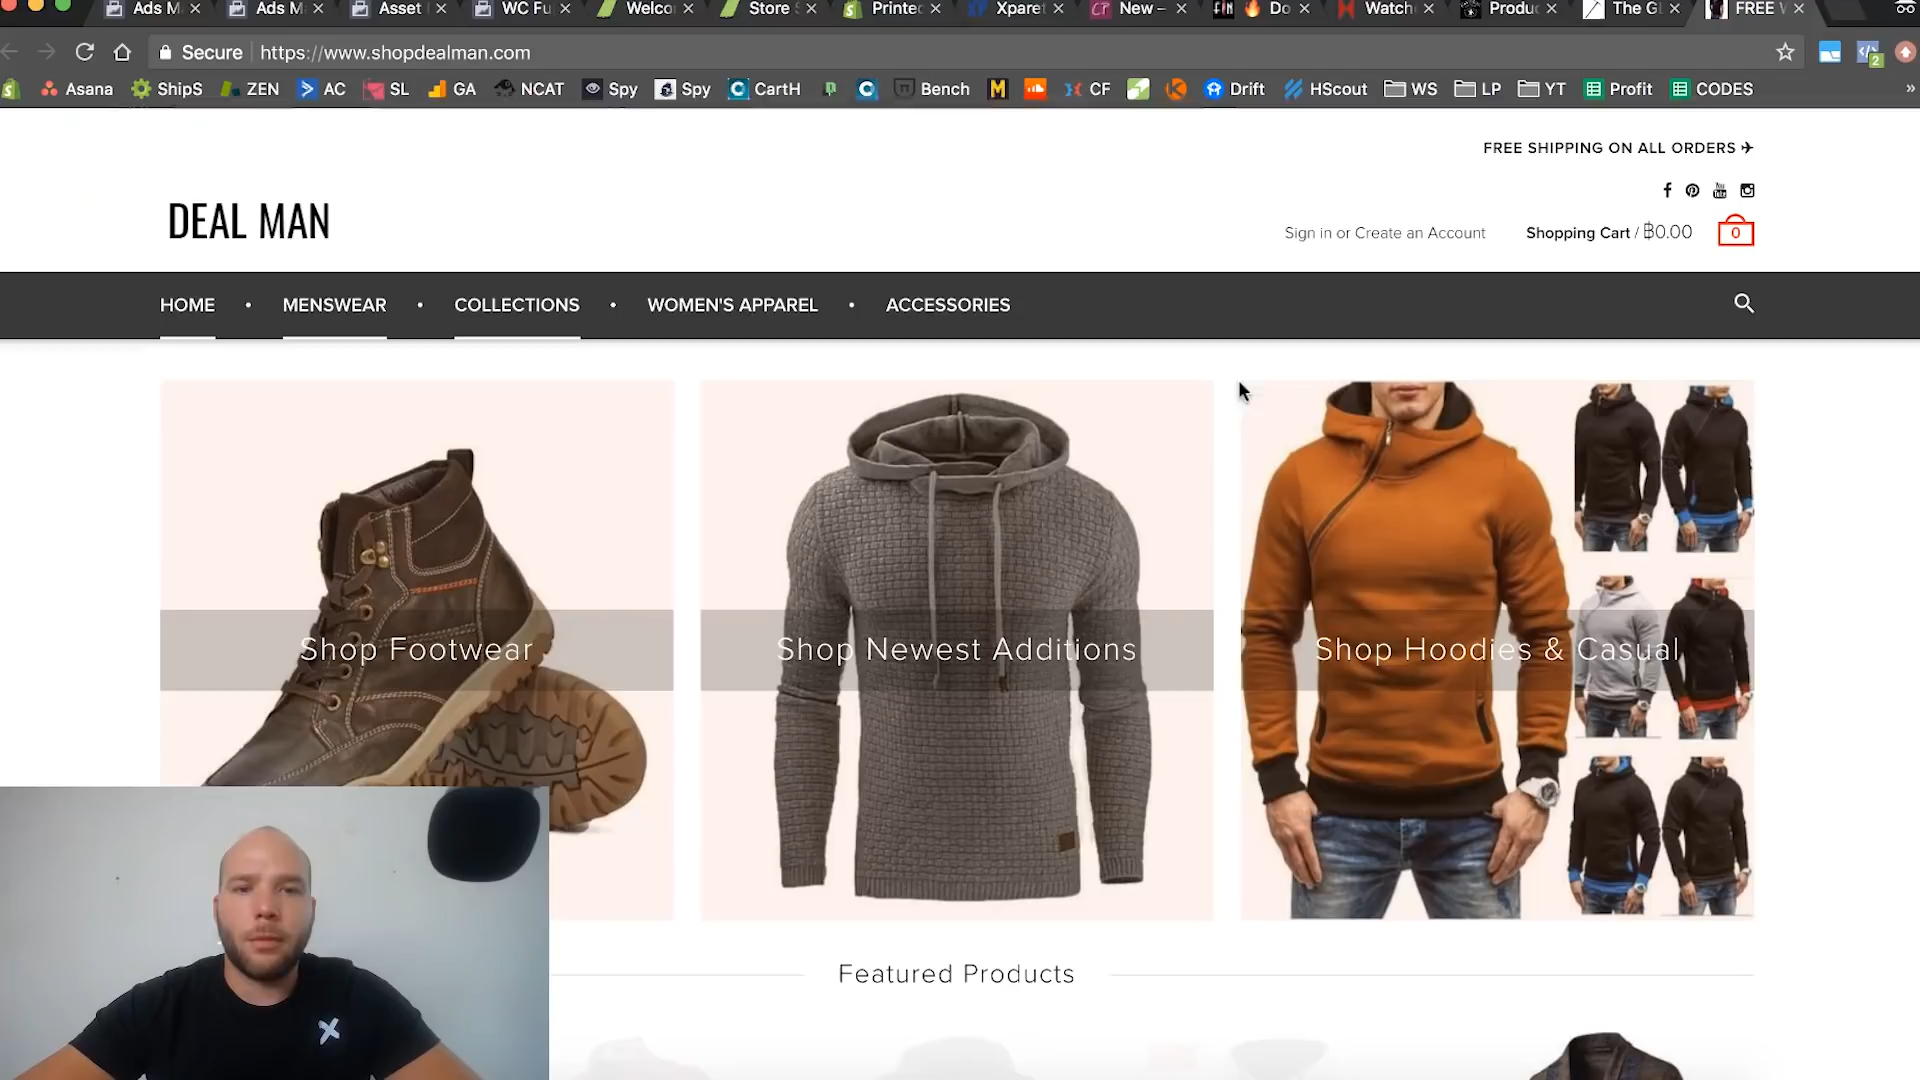 Ads M
Ads M
Asset
WC Fu
Welco
Store
Printe
Xparet
New –
Do
Watch
Produ
The G
FREE
Secure
https://www.shopdealman.com
Asana
ShipS
ZEN
AC
SL
GA
NCAT
Spy
Spy
CartH
Bench
CF
Drift
HScout
WS
LP
YT
Profit
CODES
FREE SHIPPING ON ALL ORDERS ✈
DEAL MAN
Sign in or Create an Account
Shopping Cart / ฿0.00
0
HOME • MENSWEAR • COLLECTIONS • WOMEN'S APPAREL • ACCESSORIES
Shop Footwear
Shop Newest Additions
Shop Hoodies & Casual
Featured Products